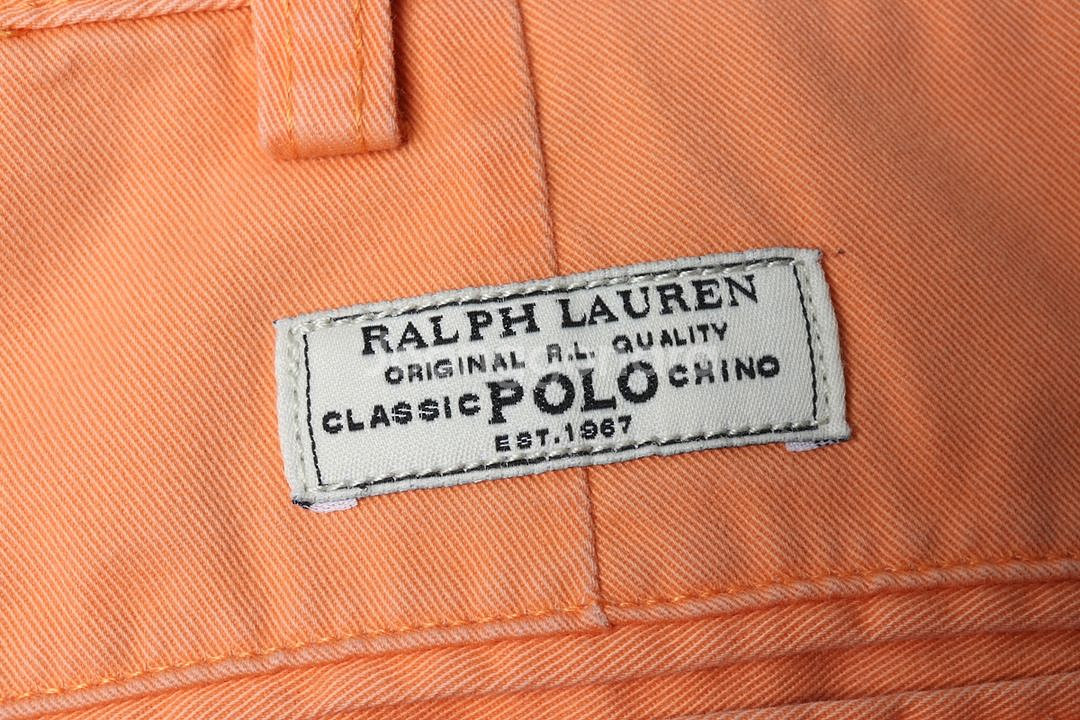 RALPH LAUREN
ORIGINAL R.L. QUALITY
CLASSIC POLO CHINO
EST.1967